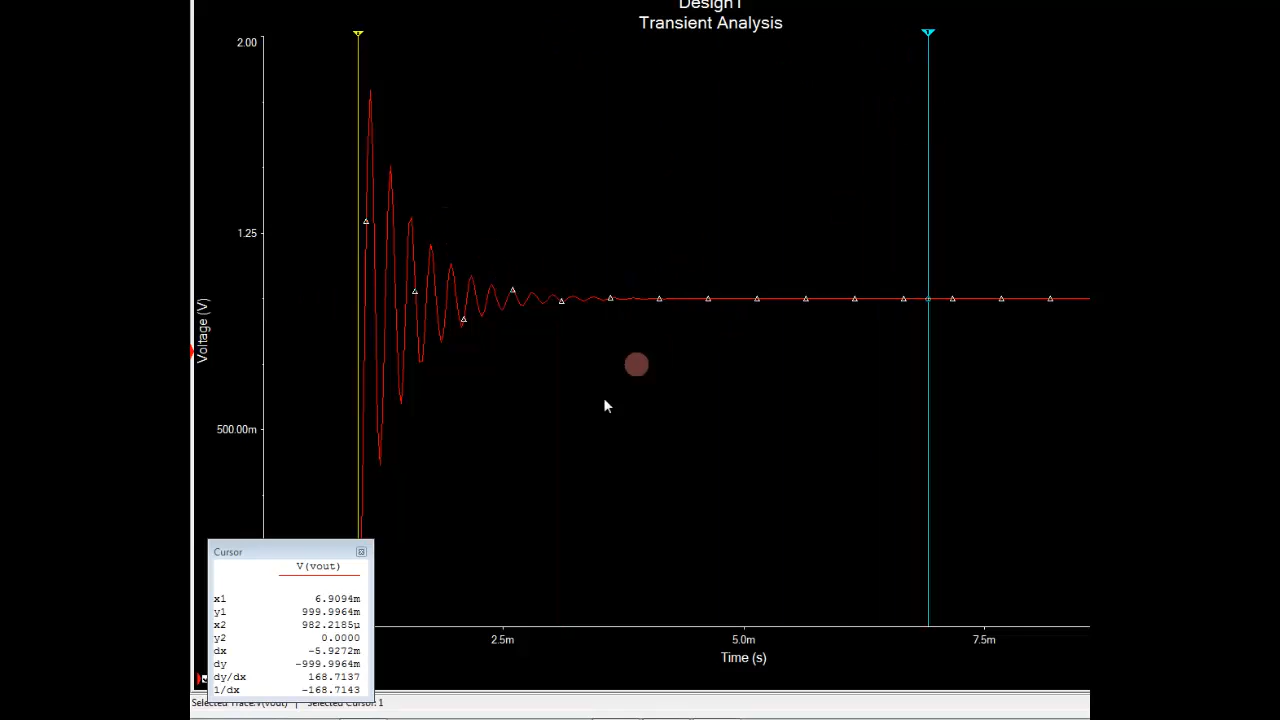 Design1
Transient Analysis
2.00
1.25
Voltage (V)
500.00m
2.5m
5.0m
7.5m
Time (s)
Cursor
V(vout)
x1 6.9094m
y1 999.9964m
x2 982.2185µ
y2 0.0000
dx -5.9272m
dy -999.9964m
dy/dx 168.7137
1/dx -168.7143
Selected Trace:V(vout) | Selected Cursor: 1